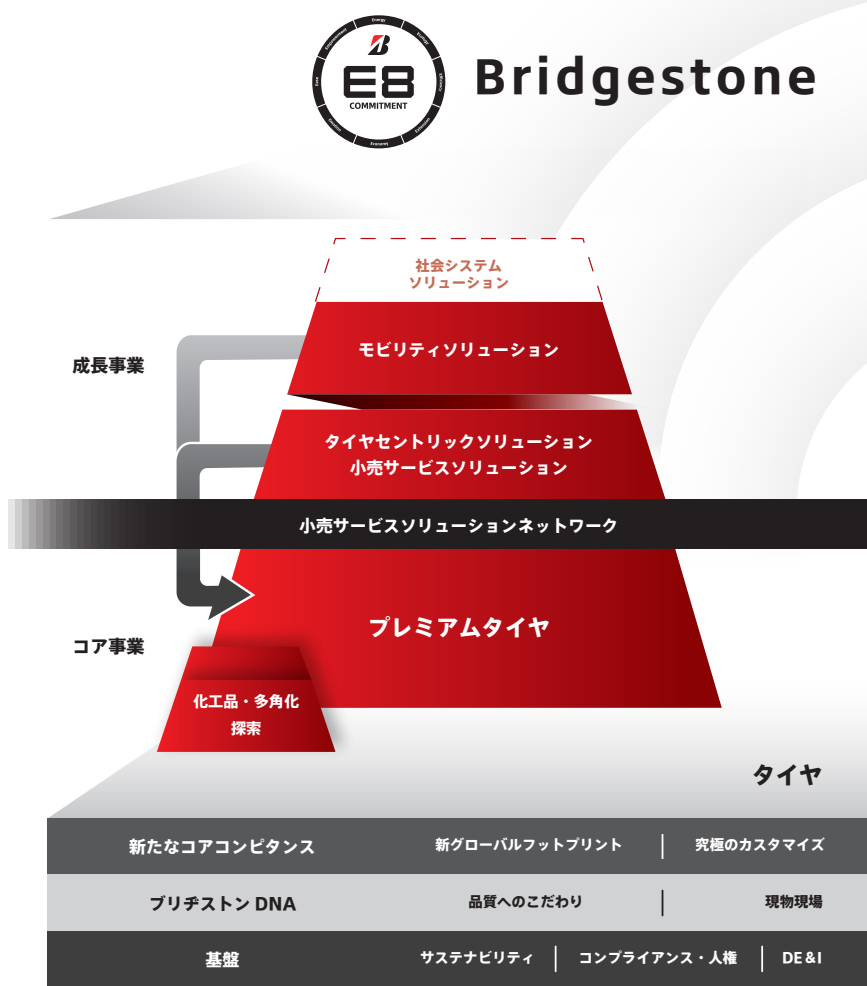 Energy
Ecology
Efficiency
Extension
Economy
Emotion
Ease
Empowerment
B
E8
COMMITMENT
Bridgestone
社会システム
ソリューション
成長事業
モビリティソリューション
タイヤセントリックソリューション
小売サービスソリューション
小売サービスソリューションネットワーク
プレミアムタイヤ
コア事業
化工品・多角化
探索
タイヤ
新たなコアコンピタンス 新グローバルフットプリント 究極のカスタマイズ
ブリヂストン DNA 品質へのこだわり 現物現場
基盤 サステナビリティ コンプライアンス・人権 DE&I